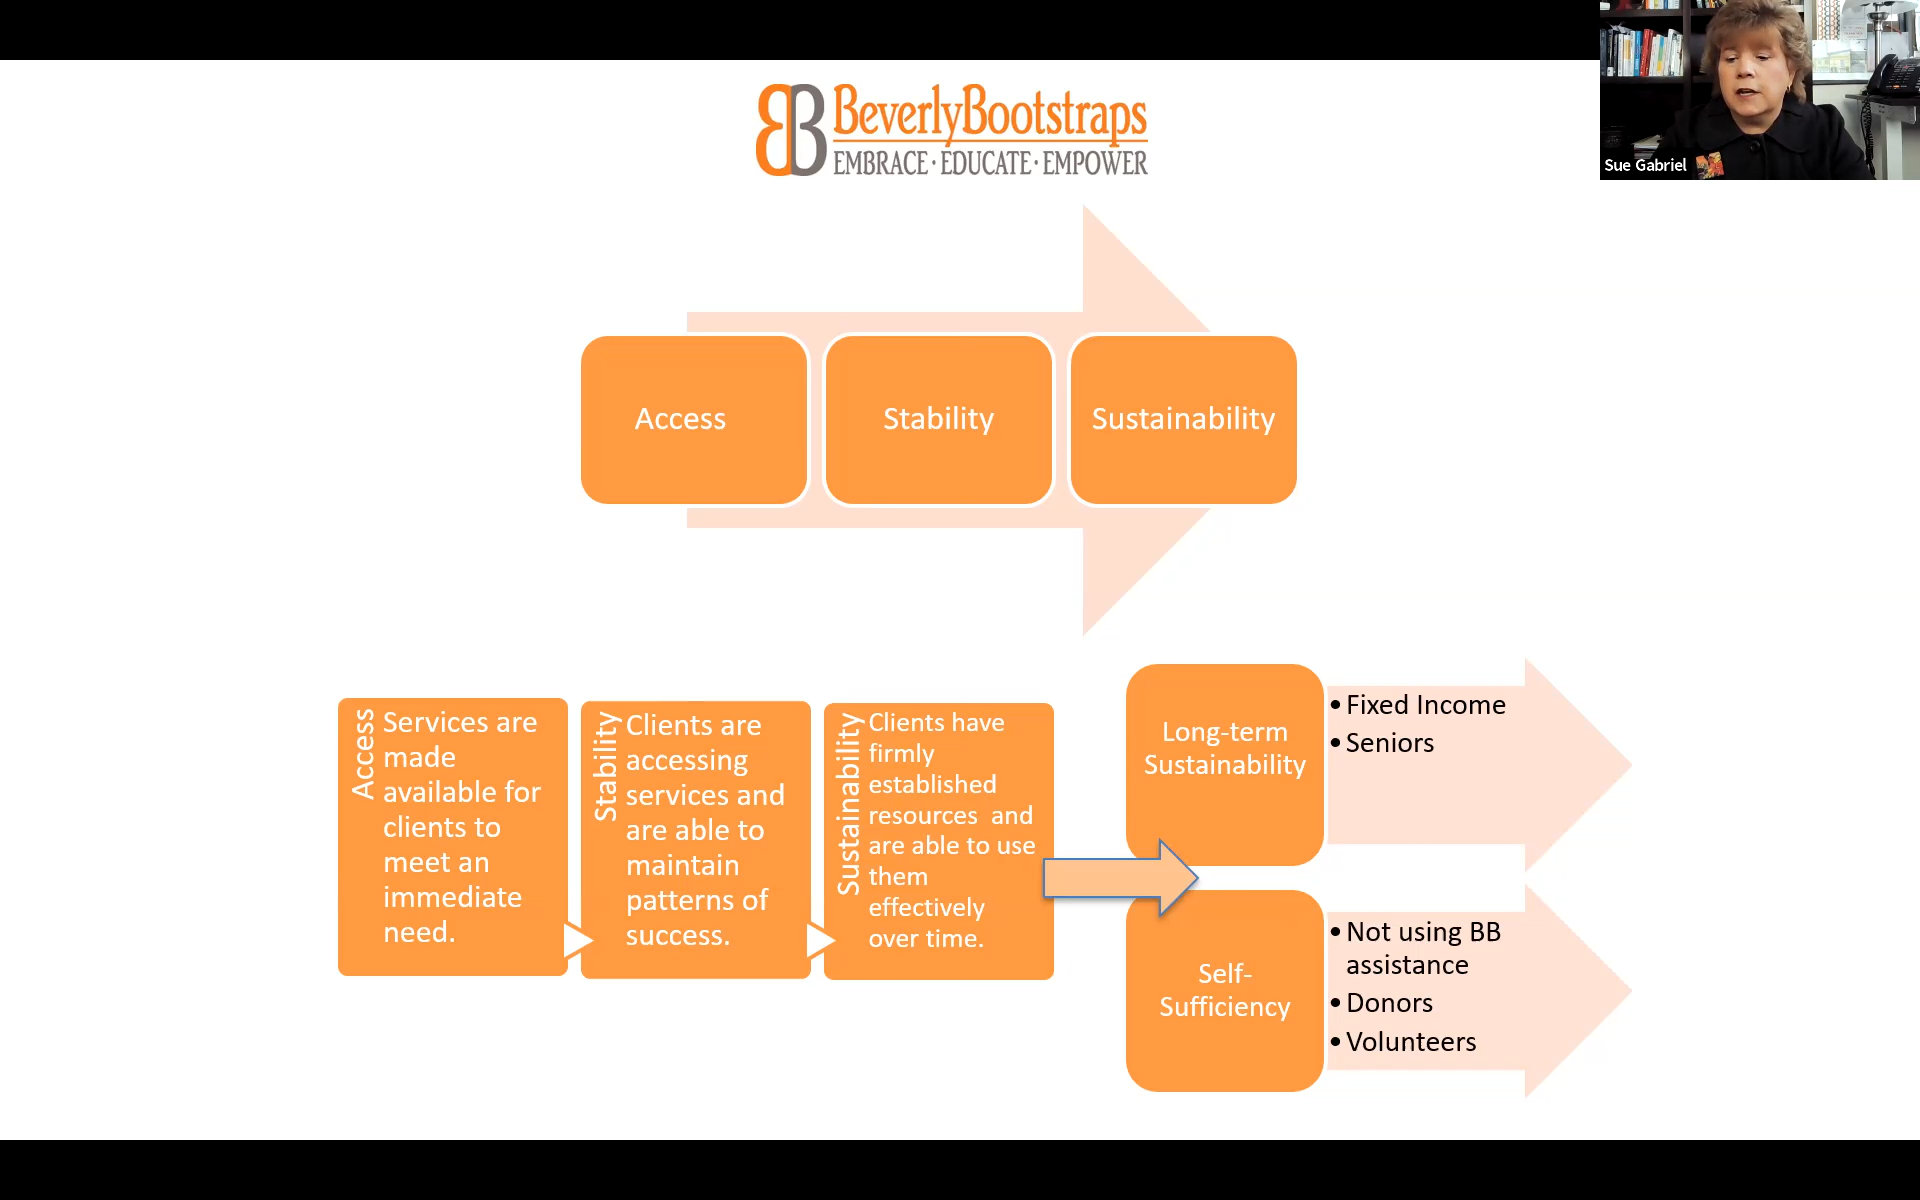 BeverlyBootstraps
EMBRACE · EDUCATE · EMPOWER
Sue Gabriel
Access
Stability
Sustainability
Access
Services are
made
available for
clients to
meet an
immediate
need.
Stability
Clients are
accessing
services and
are able to
maintain
patterns of
success.
Sustainability
Clients have
firmly
established
resources and
are able to use
them
effectively
over time.
Long-term
Sustainability
• Fixed Income
• Seniors
Self-
Sufficiency
• Not using BB
assistance
• Donors
• Volunteers